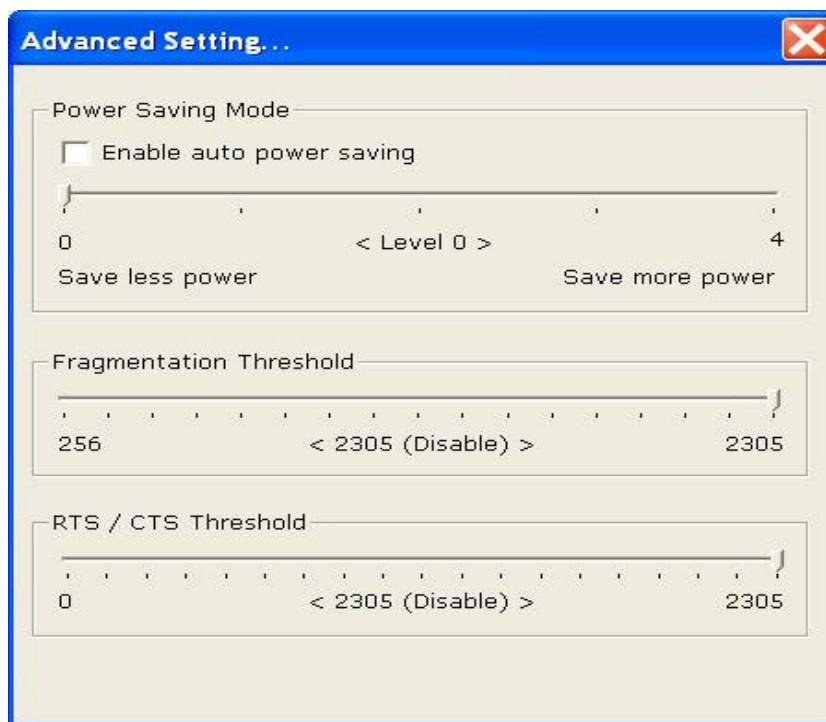 Advanced Setting...
Power Saving Mode
Enable auto power saving
0 < Level 0 > 4
Save less power Save more power
Fragmentation Threshold
256 < 2305 (Disable) > 2305
RTS / CTS Threshold
0 < 2305 (Disable) > 2305